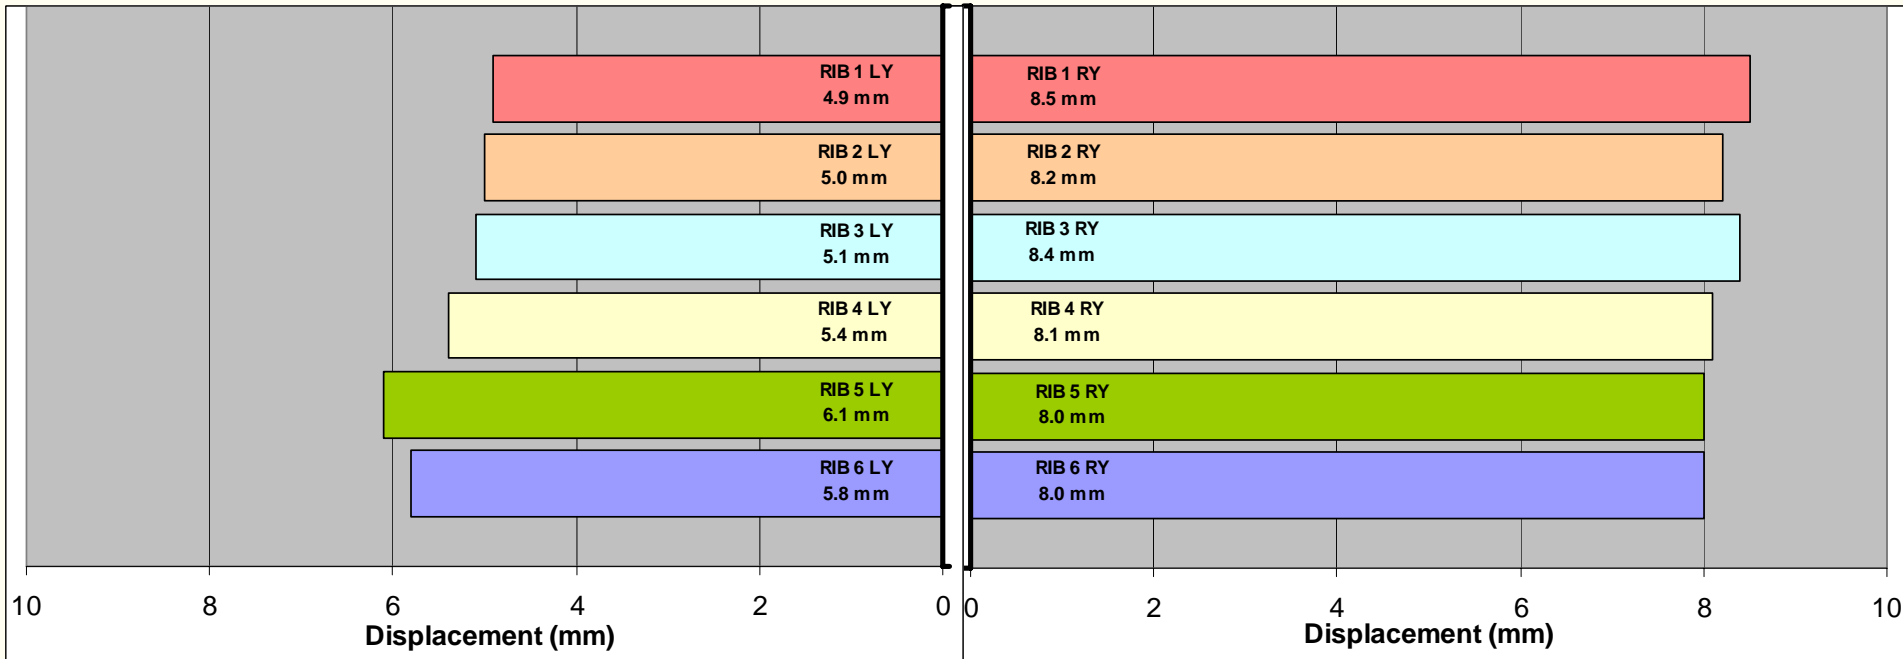 RIB 1 LY
4.9 mm
RIB 2 LY
5.0 mm
RIB 3 LY
5.1 mm
RIB 4 LY
5.4 mm
RIB 5 LY
6.1 mm
RIB 6 LY
5.8 mm
10 8 6 4 2 0
Displacement (mm)
RIB 1 RY
8.5 mm
RIB 2 RY
8.2 mm
RIB 3 RY
8.4 mm
RIB 4 RY
8.1 mm
RIB 5 RY
8.0 mm
RIB 6 RY
8.0 mm
0 2 4 6 8 10
Displacement (mm)